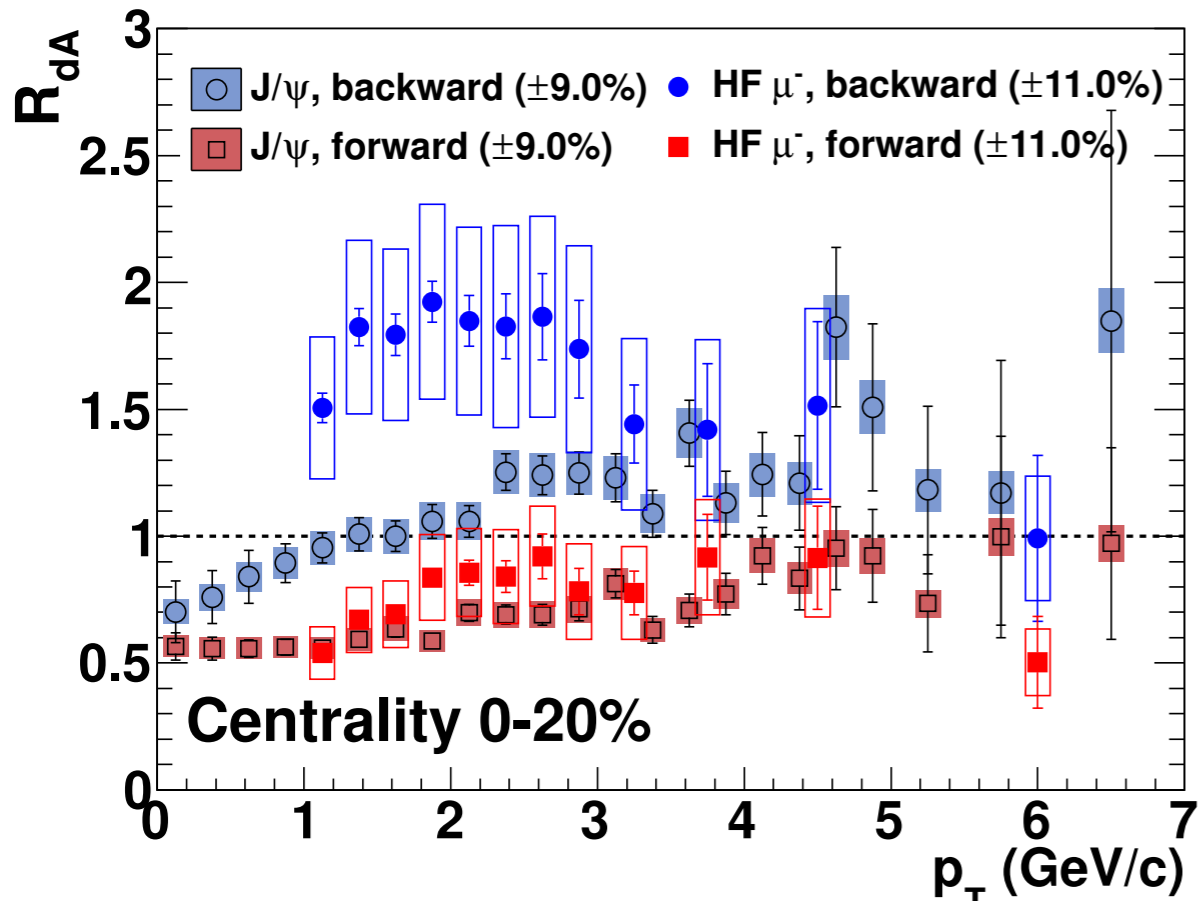 R_dA
3
2.5
2
1.5
1
0.5
0
J/ψ, backward (±9.0%)
HF μ⁻, backward (±11.0%)
J/ψ, forward (±9.0%)
HF μ⁻, forward (±11.0%)
Centrality 0-20%
0 1 2 3 4 5 6 7
p_T (GeV/c)